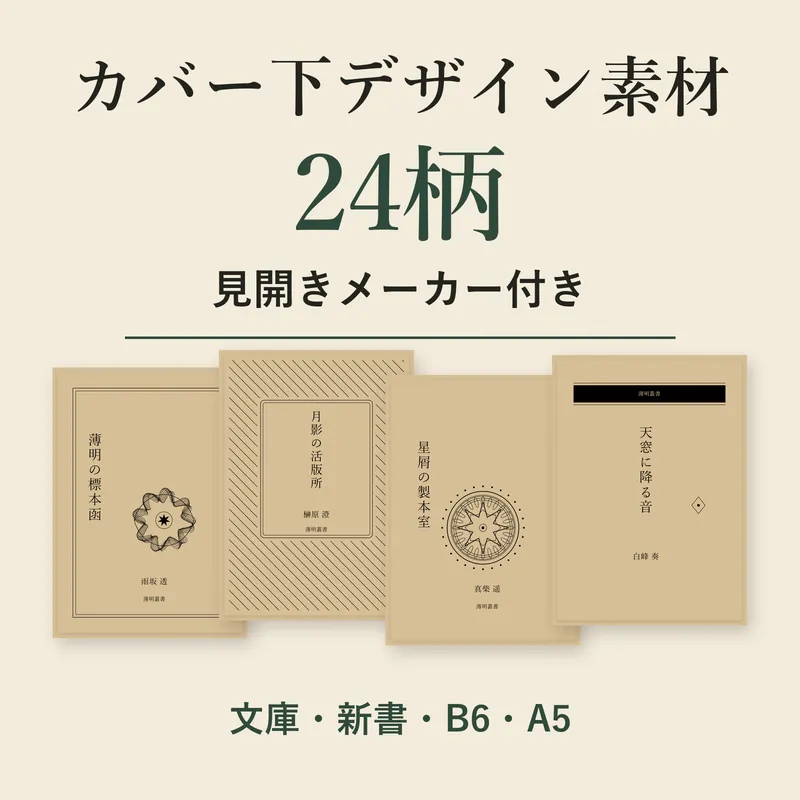 カバー下デザイン素材
24柄
見開きメーカー付き
薄明の標本函
雨坂 透
薄明叢書
月影の活版所
榊原 澄
薄明叢書
星屑の製本室
真柴 遥
薄明叢書
薄明叢書
天窓に降る音
白峰 奏
文庫・新書・B6・A5